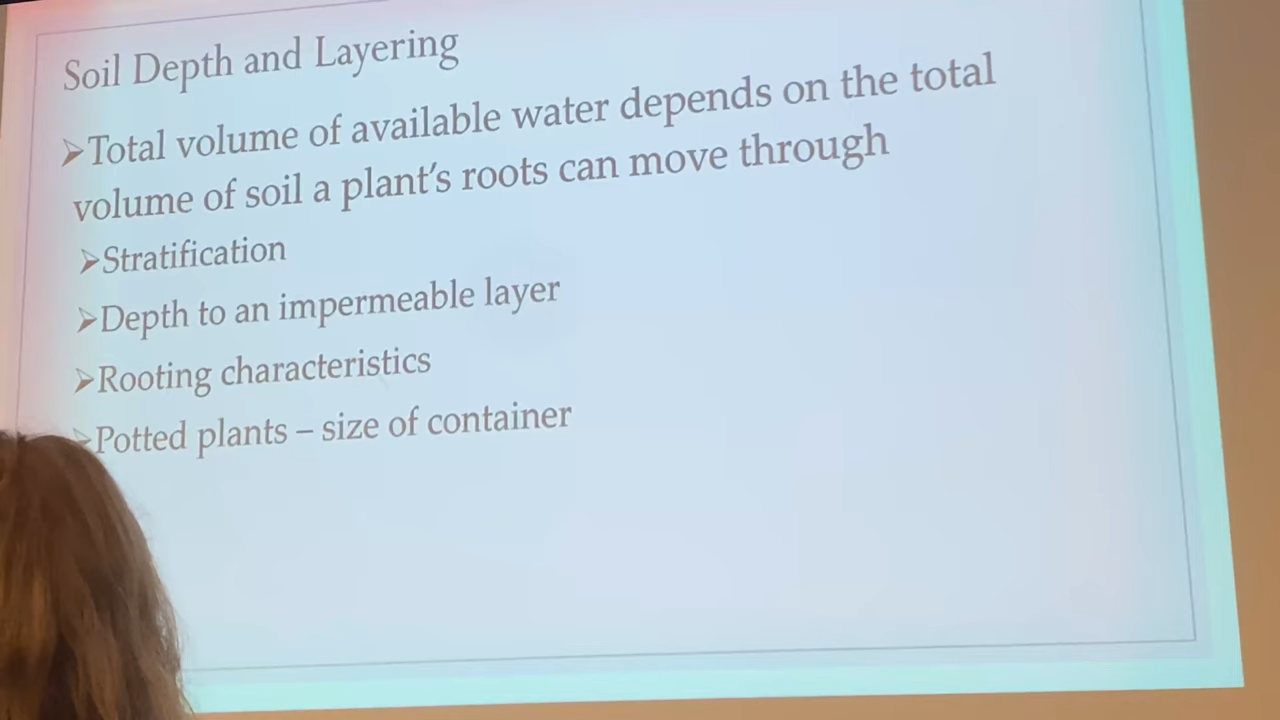 Soil Depth and Layering
➤Total volume of available water depends on the total
volume of soil a plant's roots can move through
➤Stratification
➤Depth to an impermeable layer
➤Rooting characteristics
➤Potted plants – size of container